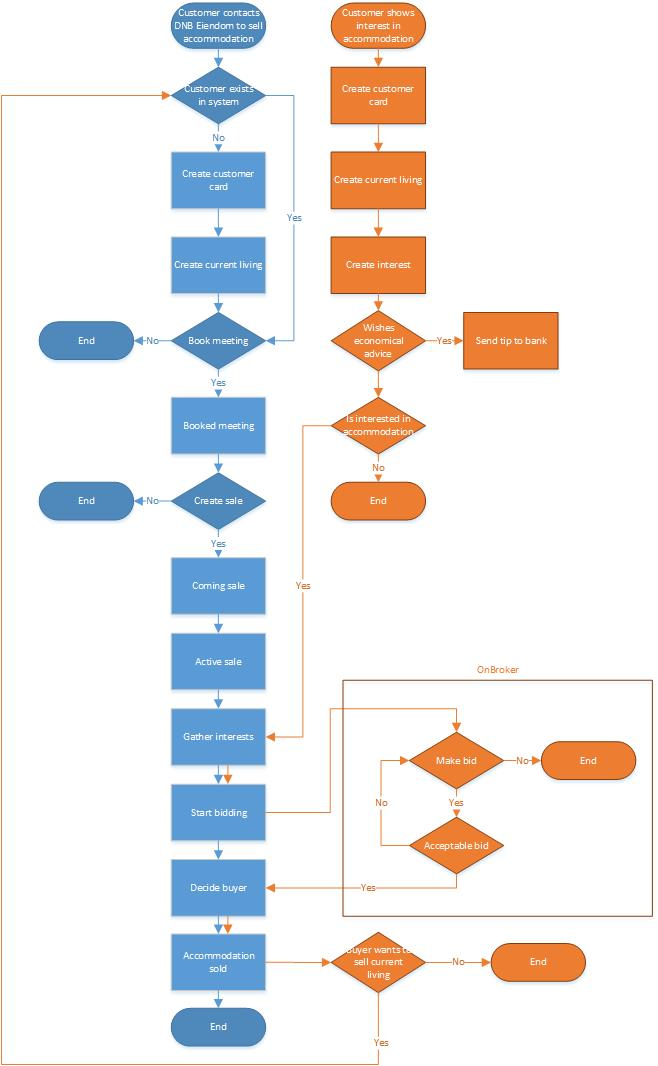 Customer contacts
DNB Eiendom to sell
accommodation
Customer shows
interest in
accommodation
Customer exists
in system
Create customer
card
No
Create customer
card
Yes
Create current living
Create current living
Create interest
End
No
Book meeting
Wishes
economical
advice
Yes
Send tip to bank
Yes
Booked meeting
Is interested in
accommodation
No
End
No
Create sale
End
Yes
Coming sale
Yes
Active sale
OnBroker
Gather interests
Make bid
No
End
No
Yes
Start bidding
Acceptable bid
Decide buyer
Yes
Accommodation
sold
Buyer wants to
sell current
living
No
End
End
Yes